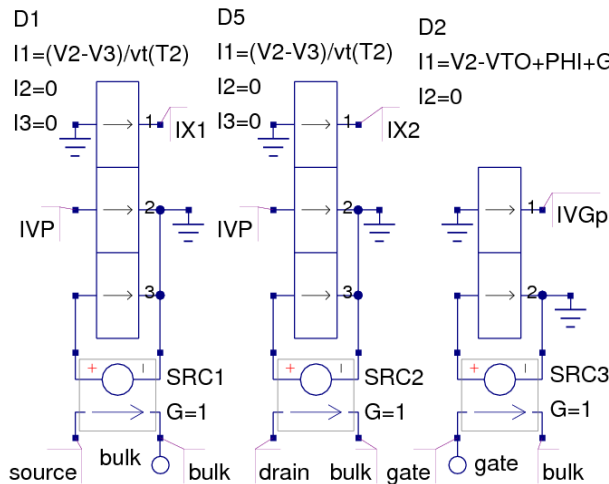 D1
I1=(V2-V3)/vt(T2)
I2=0
I3=0
1
IX1
IVP
2
3
+
-
SRC1
G=1
source
bulk
bulk
D5
I1=(V2-V3)/vt(T2)
I2=0
I3=0
1
IX2
IVP
2
3
+
-
SRC2
G=1
drain
bulk
D2
I1=V2-VTO+PHI+G
I2=0
1
IVGp
2
+
-
SRC3
G=1
gate
gate
bulk